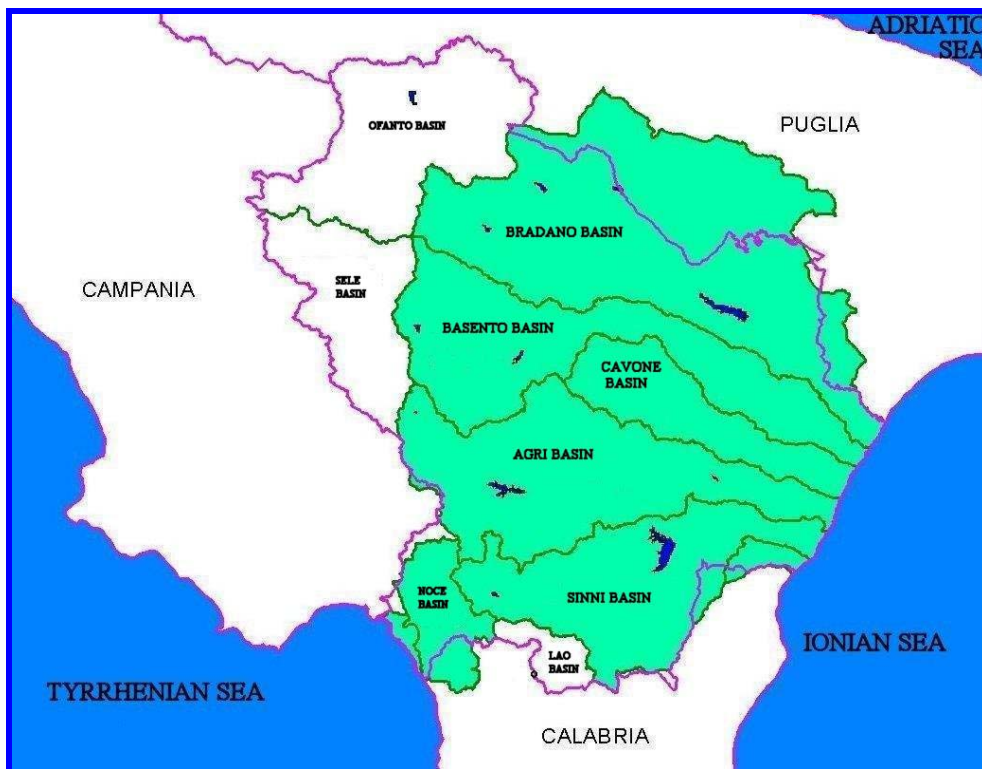 ADRIATIC
SEA
OFANTO BASIN
PUGLIA
BRADANO BASIN
CAMPANIA
SELE
BASIN
BASENTO BASIN
CAVONE
BASIN
AGRI BASIN
NOCE
BASIN
SINNI BASIN
LAO
BASIN
IONIAN SEA
TYRRHENIAN SEA
CALABRIA